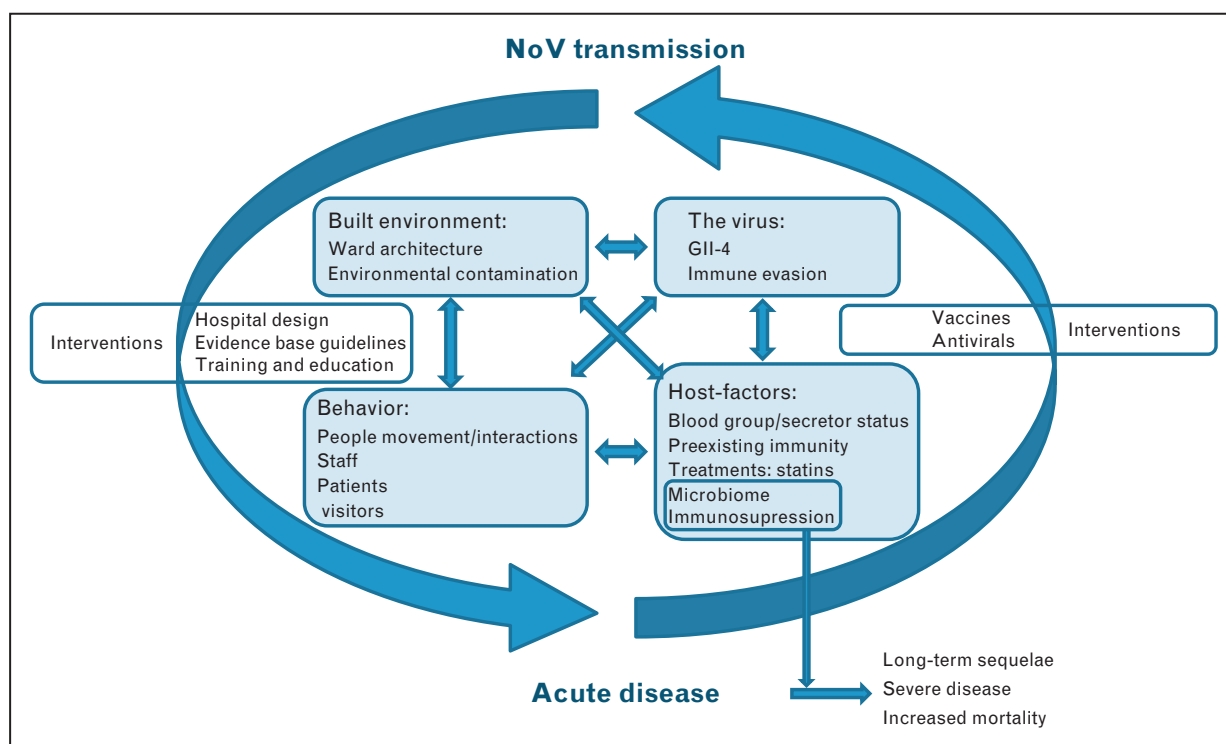 NoV transmission
Built environment:
Ward architecture
Environmental contamination
The virus:
GII-4
Immune evasion
Interventions
Hospital design
Evidence base guidelines
Training and education
Vaccines
Antivirals
Interventions
Behavior:
People movement/interactions
Staff
Patients
visitors
Host-factors:
Blood group/secretor status
Preexisting immunity
Treatments: statins
Microbiome
Immunosupression
Acute disease
Long-term sequelae
Severe disease
Increased mortality